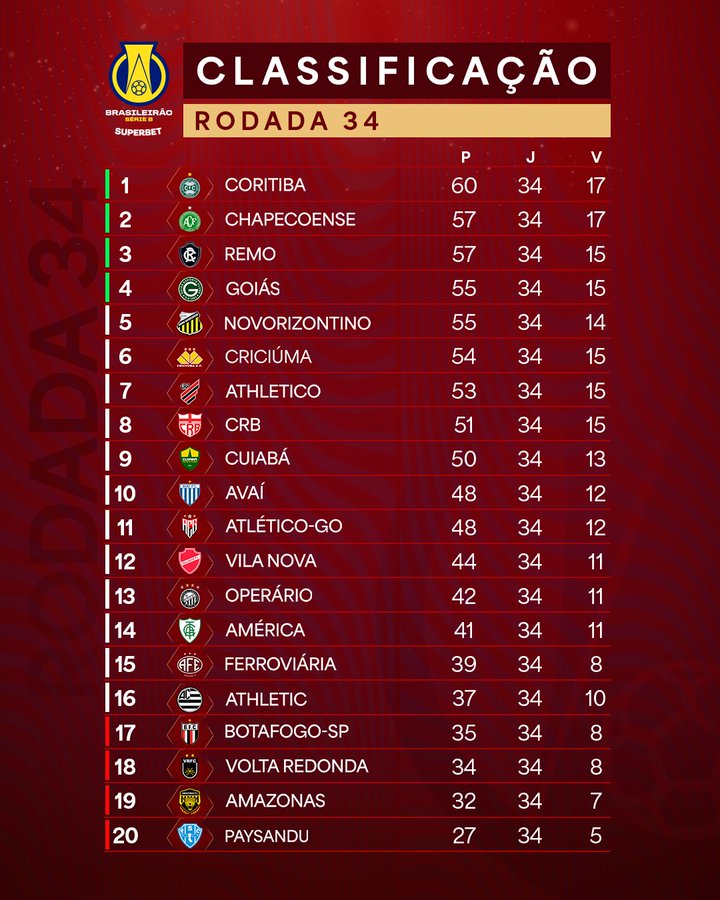 CLASSIFICAÇÃO
BRASILEIRÃO
SÉRIE B
SUPERBET
RODADA 34
P J V
RODADA 34
1 CORITIBA 60 34 17
2 CHAPECOENSE 57 34 17
3 REMO 57 34 15
4 GOIÁS 55 34 15
5 NOVORIZONTINO 55 34 14
6 CRICIÚMA 54 34 15
7 ATHLETICO 53 34 15
8 CRB 51 34 15
9 CUIABÁ 50 34 13
10 AVAÍ 48 34 12
11 ATLÉTICO-GO 48 34 12
12 VILA NOVA 44 34 11
13 OPERÁRIO 42 34 11
14 AMÉRICA 41 34 11
15 FERROVIÁRIA 39 34 8
16 ATHLETIC 37 34 10
17 BOTAFOGO-SP 35 34 8
18 VOLTA REDONDA 34 34 8
19 AMAZONAS 32 34 7
20 PAYSANDU 27 34 5